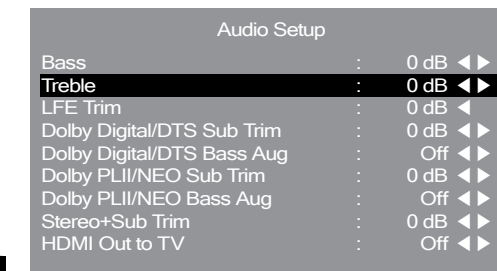 Audio Setup
Bass : 0 dB ◀ ▶
Treble : 0 dB ◀ ▶
LFE Trim : 0 dB ◀
Dolby Digital/DTS Sub Trim : 0 dB ◀ ▶
Dolby Digital/DTS Bass Aug : Off ◀ ▶
Dolby PLII/NEO Sub Trim : 0 dB ◀ ▶
Dolby PLII/NEO Bass Aug : Off ◀ ▶
Stereo+Sub Trim : 0 dB ◀ ▶
HDMI Out to TV : Off ◀ ▶